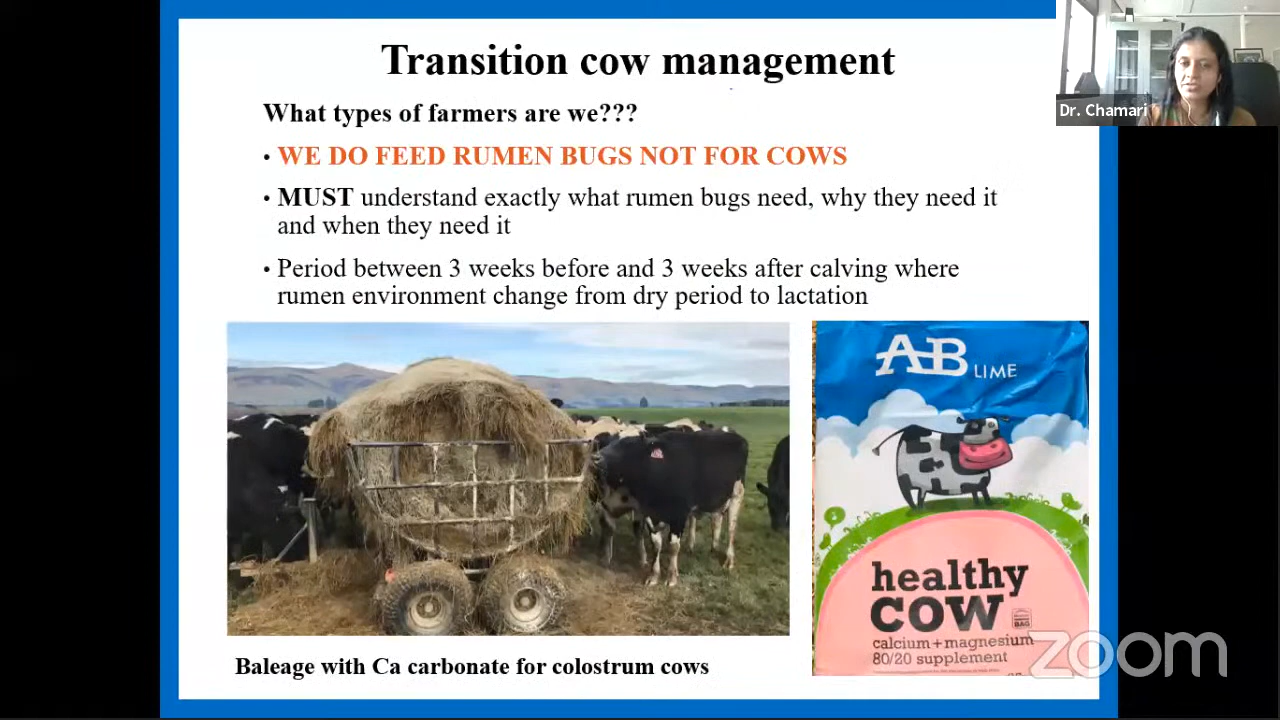 Transition cow management
Dr. Chamari
What types of farmers are we???
• WE DO FEED RUMEN BUGS NOT FOR COWS
• MUST understand exactly what rumen bugs need, why they need it
and when they need it
• Period between 3 weeks before and 3 weeks after calving where
rumen environment change from dry period to lactation
AB LIME
healthy
COW
calcium+magnesium
80/20 supplement
Baleage with Ca carbonate for colostrum cows
zoom